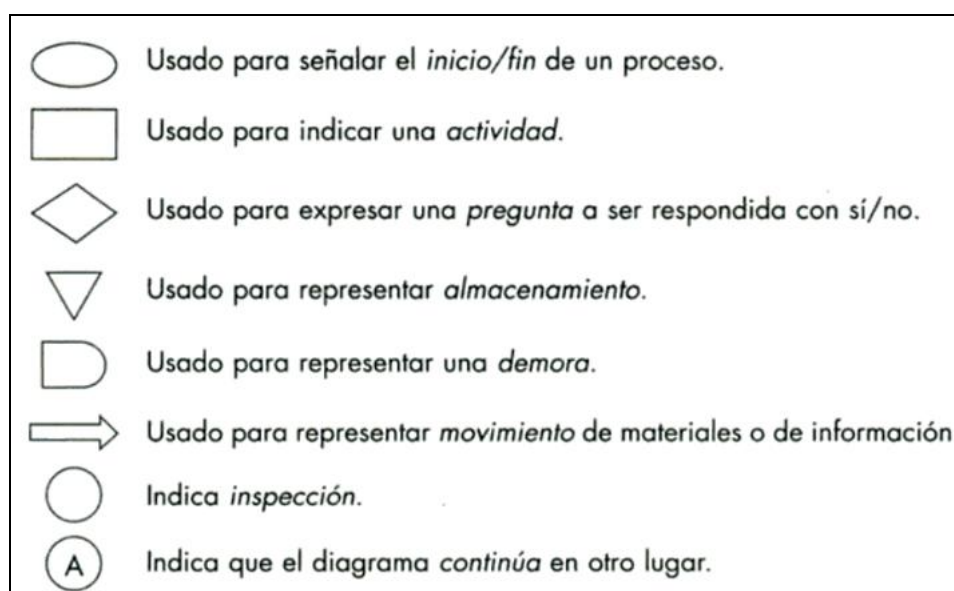 Usado para señalar el inicio/fin de un proceso.
Usado para indicar una actividad.
Usado para expresar una pregunta a ser respondida con sí/no.
Usado para representar almacenamiento.
Usado para representar una demora.
Usado para representar movimiento de materiales o de información
Indica inspección.
A Indica que el diagrama continúa en otro lugar.